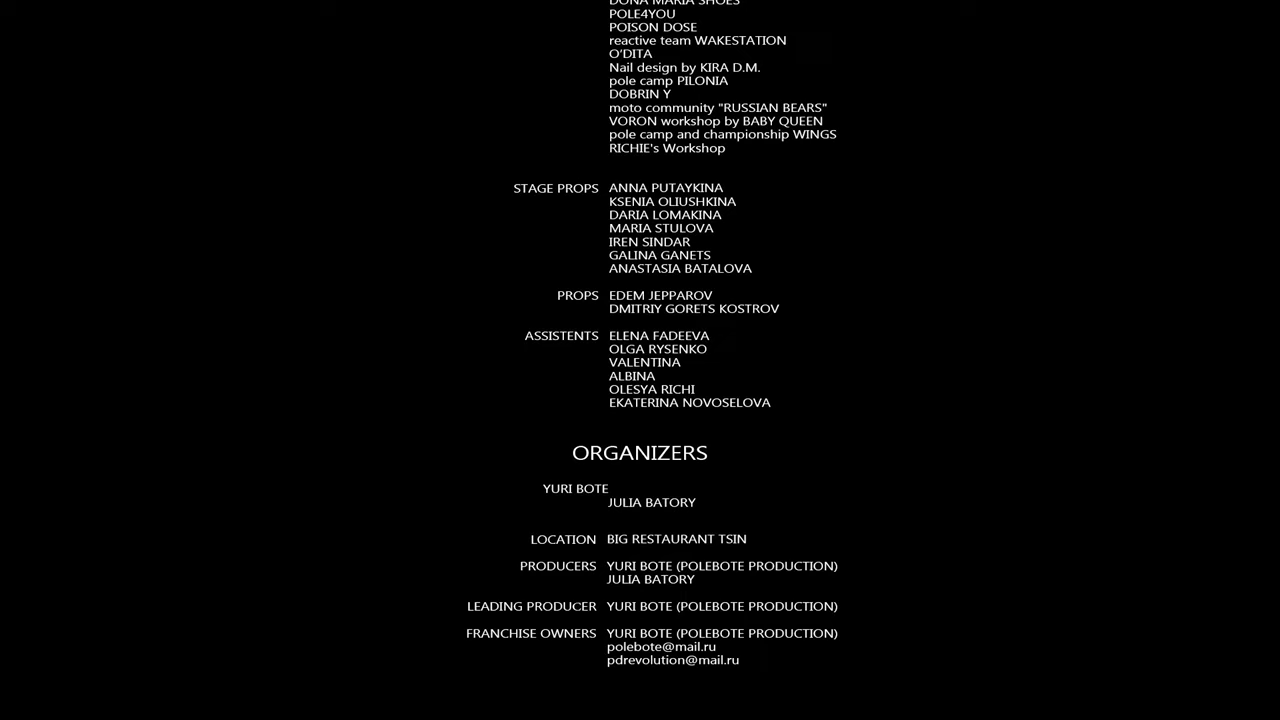 DONA MARIA SHOES
POLE4YOU
POISON DOSE
reactive team WAKESTATION
O'DITA
Nail design by KIRA D.M.
pole camp PILONIA
DOBRIN Y
moto community "RUSSIAN BEARS"
VORON workshop by BABY QUEEN
pole camp and championship WINGS
RICHIE's Workshop
STAGE PROPS ANNA PUTAYKINA
KSENIA OLIUSHKINA
DARIA LOMAKINA
MARIA STULOVA
IREN SINDAR
GALINA GANETS
ANASTASIA BATALOVA
PROPS EDEM JEPPAROV
DMITRIY GORETS KOSTROV
ASSISTENTS ELENA FADEEVA
OLGA RYSENKO
VALENTINA
ALBINA
OLESYA RICHI
EKATERINA NOVOSELOVA
ORGANIZERS
YURI BOTE
JULIA BATORY
LOCATION BIG RESTAURANT TSIN
PRODUCERS YURI BOTE (POLEBOTE PRODUCTION)
JULIA BATORY
LEADING PRODUCER YURI BOTE (POLEBOTE PRODUCTION)
FRANCHISE OWNERS YURI BOTE (POLEBOTE PRODUCTION)
polebote@mail.ru
pdrevolution@mail.ru